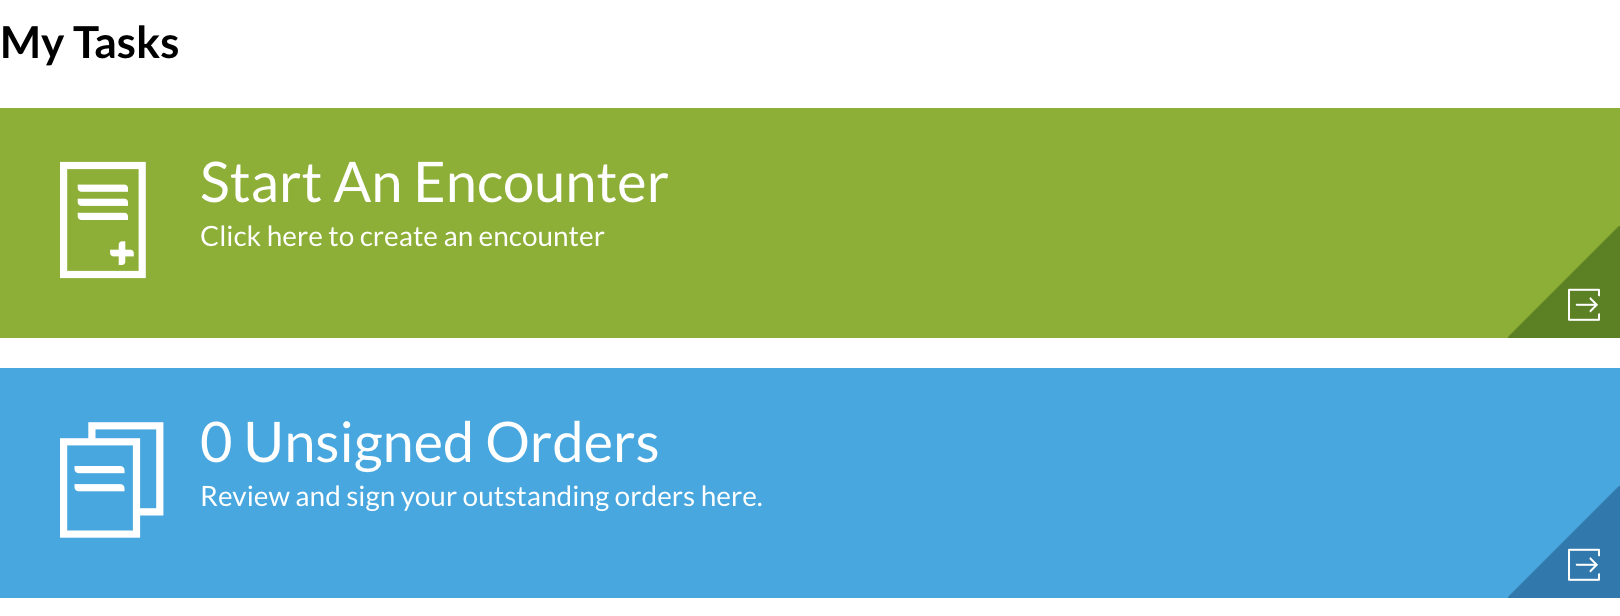 My Tasks
Start An Encounter
Click here to create an encounter
0 Unsigned Orders
Review and sign your outstanding orders here.